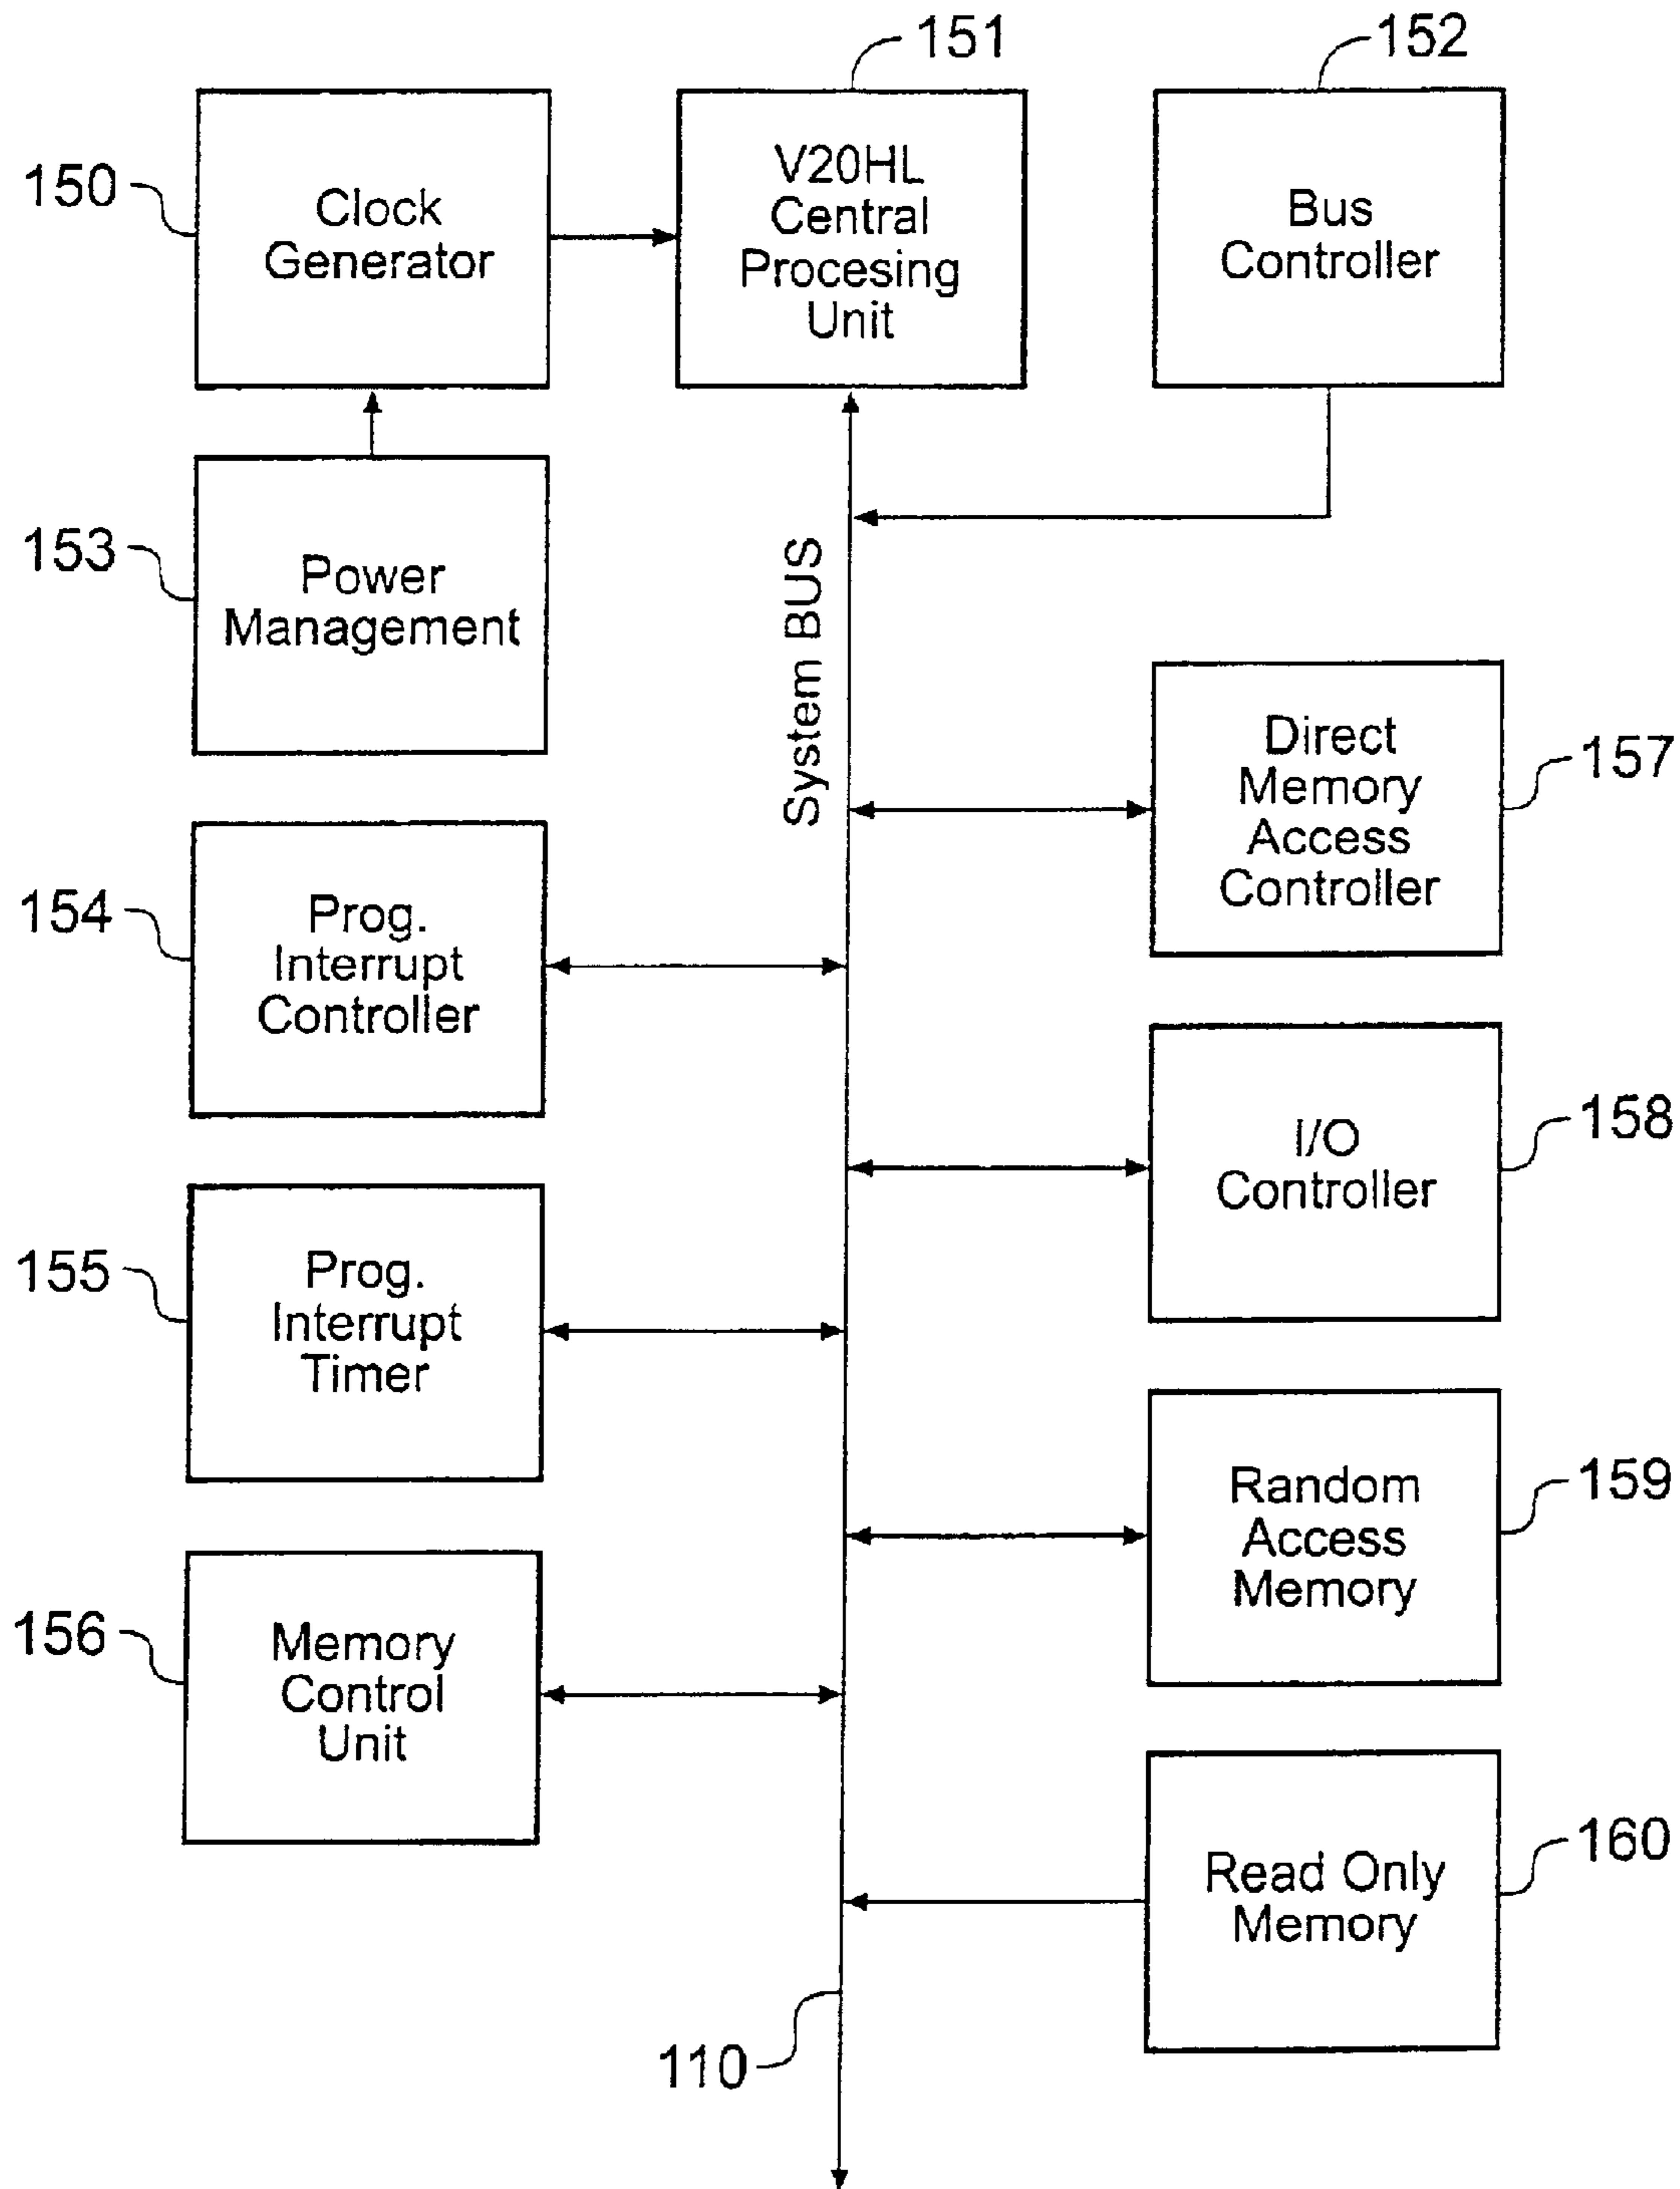 151
152
150
Clock
Generator
V20HL
Central
Procesing
Unit
Bus
Controller
153
Power
Management
System BUS
Direct
Memory
Access
Controller
157
154
Prog.
Interrupt
Controller
I/O
Controller
158
155
Prog.
Interrupt
Timer
Random
Access
Memory
159
156
Memory
Control
Unit
Read Only
Memory
160
110